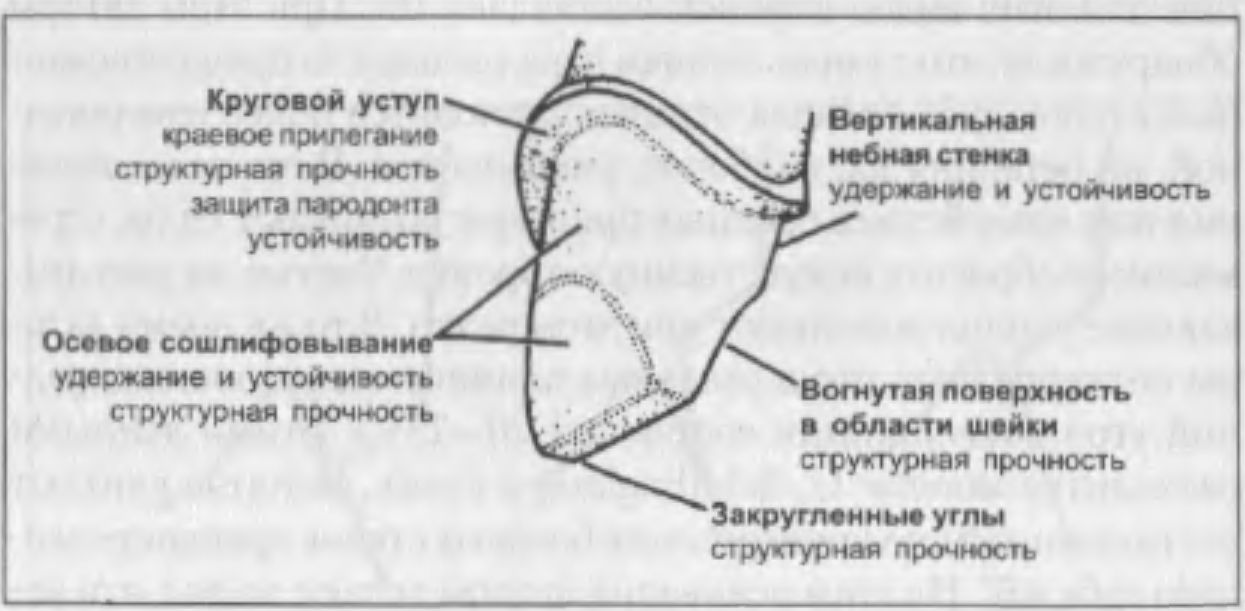 Круговой уступ
краевое прилегание
структурная прочность
защита пародонта
устойчивость
Осевое сошлифовывание
удержание и устойчивость
структурная прочность
Вертикальная
небная стенка
удержание и устойчивость
Вогнутая поверхность
в области шейки
структурная прочность
Закругленные углы
структурная прочность